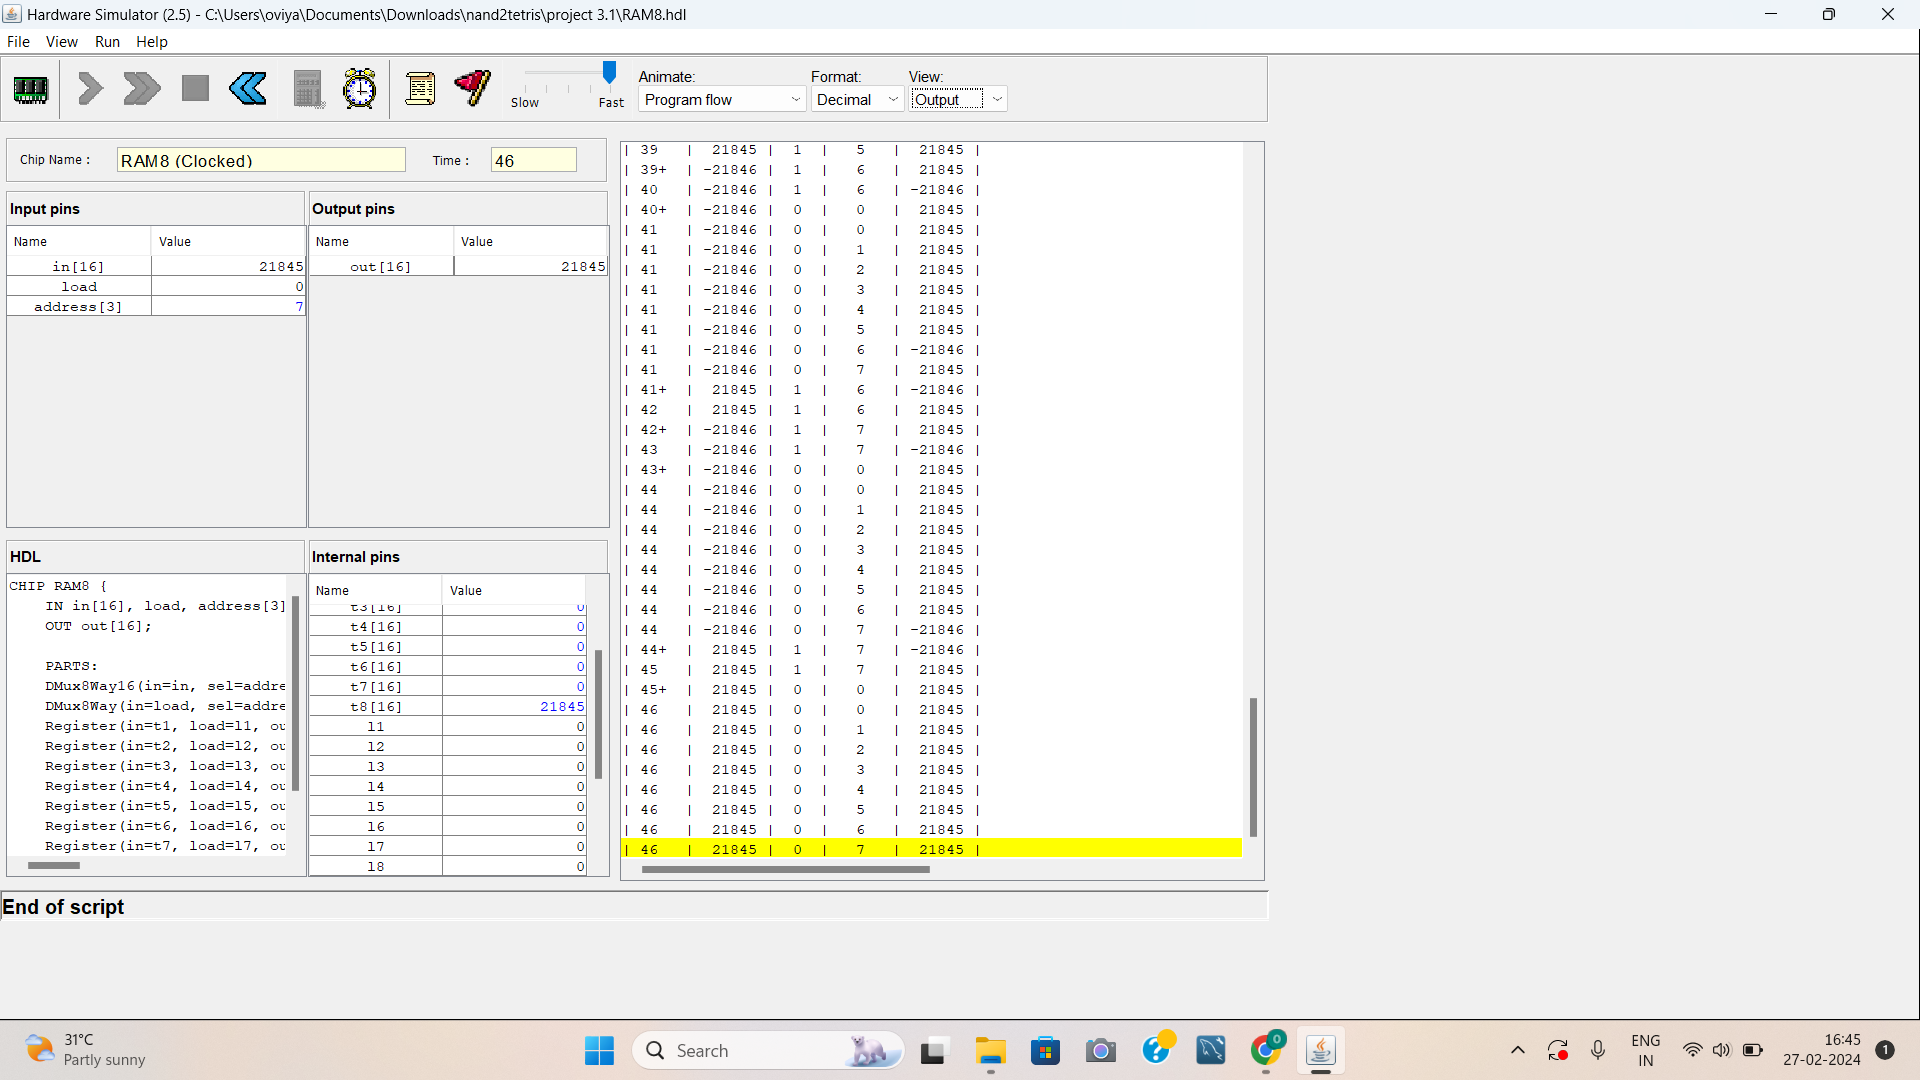 Hardware Simulator (2.5) - C:\Users\oviya\Documents\Downloads\nand2tetris\project 3.1\RAM8.hdl
File View Run Help
Slow Fast
Animate: Format: View:
Program flow Decimal Output
Chip Name : RAM8 (Clocked) Time : 46
Input pins
Name Value
in[16] 21845
load 0
address[3] 7
Output pins
Name Value
out[16] 21845
HDL
CHIP RAM8 {
IN in[16], load, address[3]
OUT out[16];
PARTS:
DMux8Way16(in=in, sel=addre
DMux8Way(in=load, sel=addre
Register(in=t1, load=l1, ou
Register(in=t2, load=l2, ou
Register(in=t3, load=l3, ou
Register(in=t4, load=l4, ou
Register(in=t5, load=l5, ou
Register(in=t6, load=l6, ou
Register(in=t7, load=l7, ou
Internal pins
Name Value
t3[16] 0
t4[16] 0
t5[16] 0
t6[16] 0
t7[16] 0
t8[16] 21845
l1 0
l2 0
l3 0
l4 0
l5 0
l6 0
l7 0
l8 0
| 39 | 21845 | 1 | 5 | 21845 |
| 39+ | -21846 | 1 | 6 | 21845 |
| 40 | -21846 | 1 | 6 | -21846 |
| 40+ | -21846 | 0 | 0 | 21845 |
| 41 | -21846 | 0 | 0 | 21845 |
| 41 | -21846 | 0 | 1 | 21845 |
| 41 | -21846 | 0 | 2 | 21845 |
| 41 | -21846 | 0 | 3 | 21845 |
| 41 | -21846 | 0 | 4 | 21845 |
| 41 | -21846 | 0 | 5 | 21845 |
| 41 | -21846 | 0 | 6 | -21846 |
| 41 | -21846 | 0 | 7 | 21845 |
| 41+ | 21845 | 1 | 6 | -21846 |
| 42 | 21845 | 1 | 6 | 21845 |
| 42+ | -21846 | 1 | 7 | 21845 |
| 43 | -21846 | 1 | 7 | -21846 |
| 43+ | -21846 | 0 | 0 | 21845 |
| 44 | -21846 | 0 | 0 | 21845 |
| 44 | -21846 | 0 | 1 | 21845 |
| 44 | -21846 | 0 | 2 | 21845 |
| 44 | -21846 | 0 | 3 | 21845 |
| 44 | -21846 | 0 | 4 | 21845 |
| 44 | -21846 | 0 | 5 | 21845 |
| 44 | -21846 | 0 | 6 | 21845 |
| 44 | -21846 | 0 | 7 | -21846 |
| 44+ | 21845 | 1 | 7 | -21846 |
| 45 | 21845 | 1 | 7 | 21845 |
| 45+ | 21845 | 0 | 0 | 21845 |
| 46 | 21845 | 0 | 0 | 21845 |
| 46 | 21845 | 0 | 1 | 21845 |
| 46 | 21845 | 0 | 2 | 21845 |
| 46 | 21845 | 0 | 3 | 21845 |
| 46 | 21845 | 0 | 4 | 21845 |
| 46 | 21845 | 0 | 5 | 21845 |
| 46 | 21845 | 0 | 6 | 21845 |
| 46 | 21845 | 0 | 7 | 21845 |
End of script
31°C
Partly sunny
Search
O
ENG
IN
16:45
27-02-2024
1